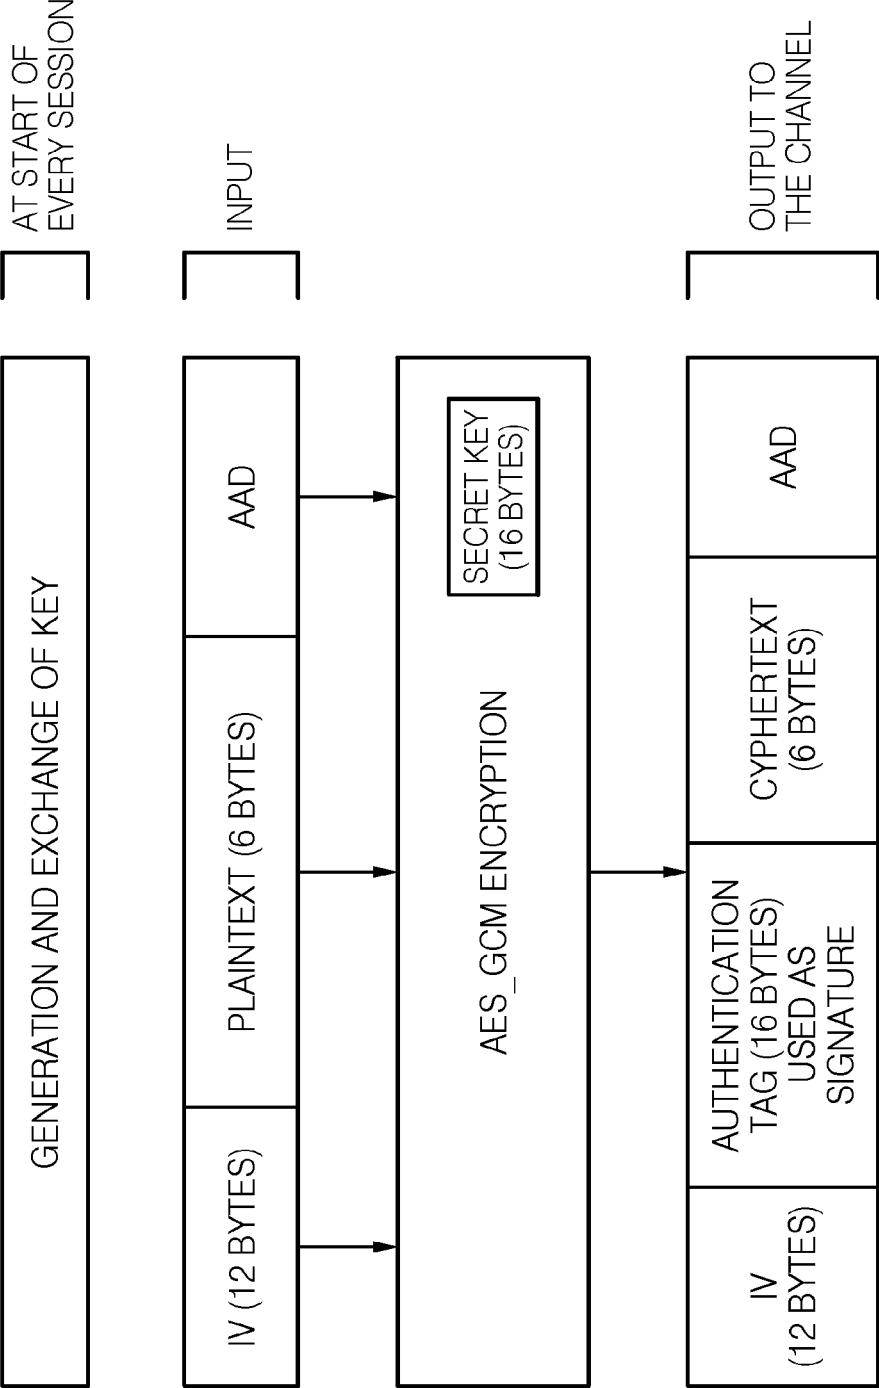 GENERATION AND EXCHANGE OF KEY
AT START OF
EVERY SESSION
IV (12 BYTES)
PLAINTEXT (6 BYTES)
AAD
INPUT
AES_GCM ENCRYPTION
SECRET KEY
(16 BYTES)
IV
(12 BYTES)
AUTHENTICATION
TAG (16 BYTES)
USED AS
SIGNATURE
CYPHERTEXT
(6 BYTES)
AAD
OUTPUT TO
THE CHANNEL